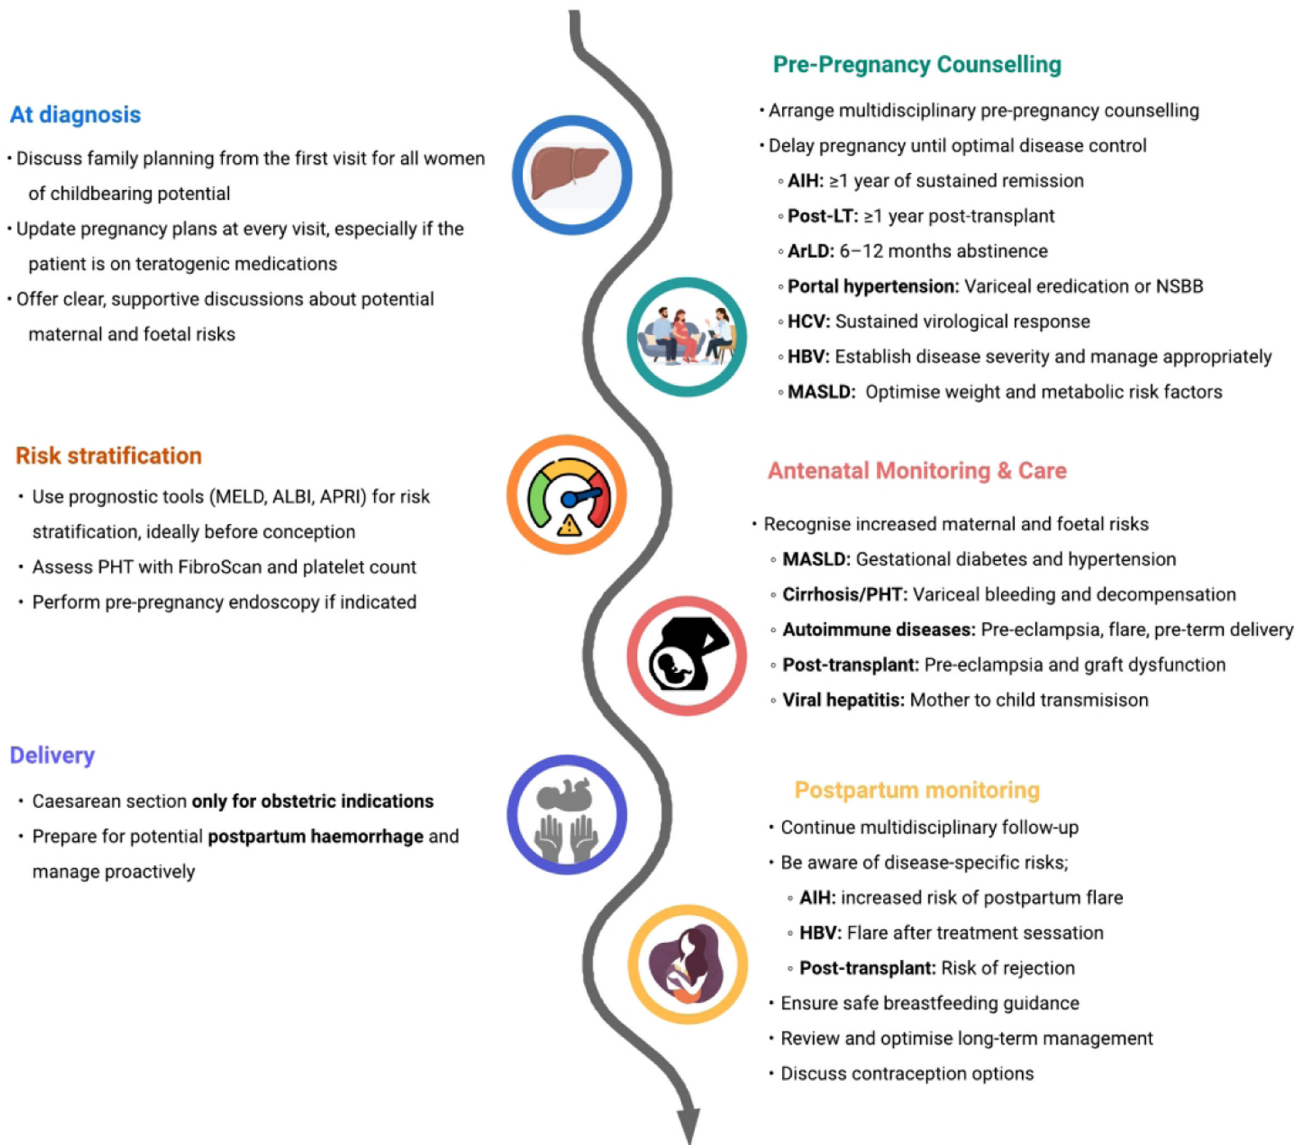 At diagnosis
• Discuss family planning from the first visit for all women
of childbearing potential
• Update pregnancy plans at every visit, especially if the
patient is on teratogenic medications
• Offer clear, supportive discussions about potential
maternal and foetal risks
Pre-Pregnancy Counselling
• Arrange multidisciplinary pre-pregnancy counselling
• Delay pregnancy until optimal disease control
◦ AIH: ≥1 year of sustained remission
◦ Post-LT: ≥1 year post-transplant
◦ ArLD: 6–12 months abstinence
◦ Portal hypertension: Variceal eredication or NSBB
◦ HCV: Sustained virological response
◦ HBV: Establish disease severity and manage appropriately
◦ MASLD: Optimise weight and metabolic risk factors
Risk stratification
• Use prognostic tools (MELD, ALBI, APRI) for risk
stratification, ideally before conception
• Assess PHT with FibroScan and platelet count
• Perform pre-pregnancy endoscopy if indicated
Antenatal Monitoring & Care
• Recognise increased maternal and foetal risks
◦ MASLD: Gestational diabetes and hypertension
◦ Cirrhosis/PHT: Variceal bleeding and decompensation
◦ Autoimmune diseases: Pre-eclampsia, flare, pre-term delivery
◦ Post-transplant: Pre-eclampsia and graft dysfunction
◦ Viral hepatitis: Mother to child transmisison
Delivery
• Caesarean section only for obstetric indications
• Prepare for potential postpartum haemorrhage and
manage proactively
Postpartum monitoring
• Continue multidisciplinary follow-up
• Be aware of disease-specific risks;
◦ AIH: increased risk of postpartum flare
◦ HBV: Flare after treatment sessation
◦ Post-transplant: Risk of rejection
• Ensure safe breastfeeding guidance
• Review and optimise long-term management
• Discuss contraception options